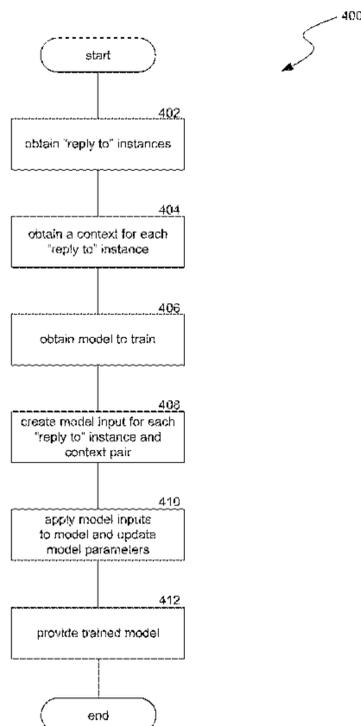 400
start
402
obtain "reply to" instances
404
obtain a context for each
"reply to" instance
406
obtain model to train
408
create model input for each
"reply to" instance and
context pair
410
apply model inputs
to model and update
model parameters
412
provide trained model
end